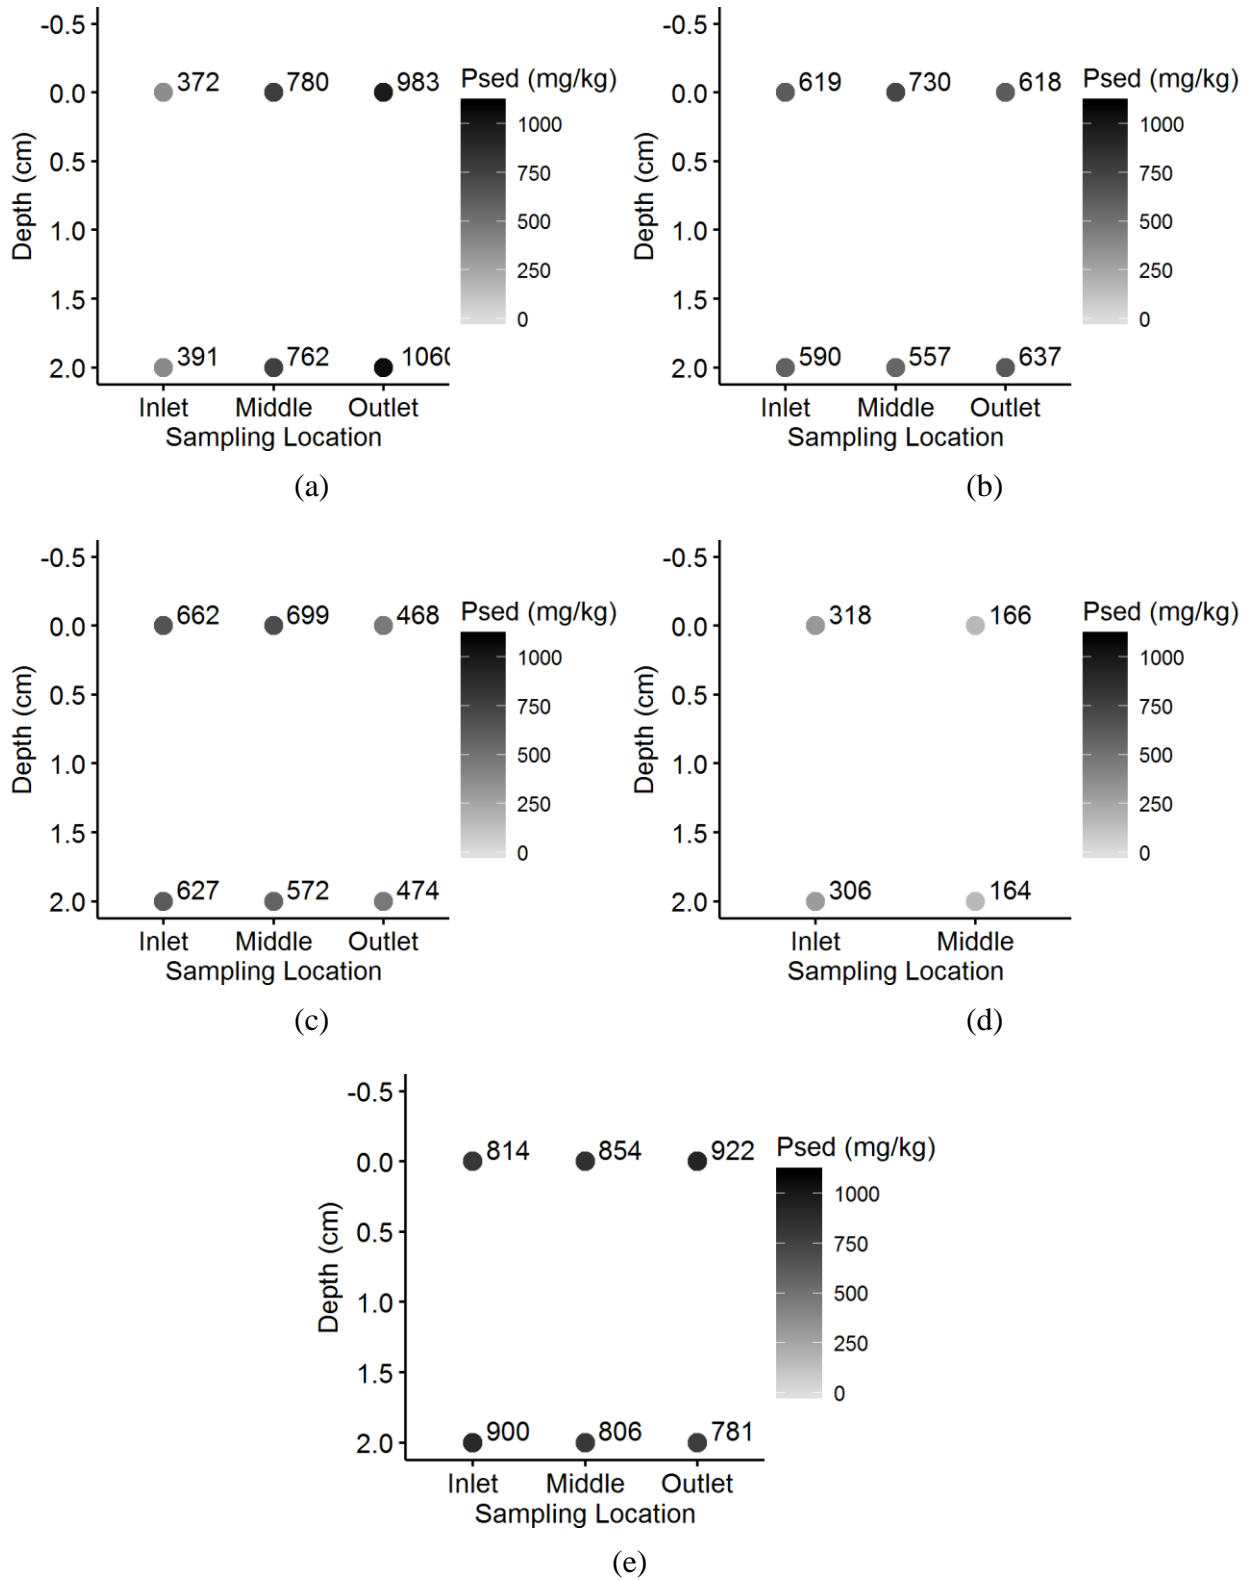 -0.5
0.0
0.5
1.0
1.5
2.0
Depth (cm)
372 780 983
391 762 1060
Inlet Middle Outlet
Sampling Location
Psed (mg/kg)
1000
750
500
250
0
(a)
-0.5
0.0
0.5
1.0
1.5
2.0
Depth (cm)
619 730 618
590 557 637
Inlet Middle Outlet
Sampling Location
Psed (mg/kg)
1000
750
500
250
0
(b)
-0.5
0.0
0.5
1.0
1.5
2.0
Depth (cm)
662 699 468
627 572 474
Inlet Middle Outlet
Sampling Location
Psed (mg/kg)
1000
750
500
250
0
(c)
-0.5
0.0
0.5
1.0
1.5
2.0
Depth (cm)
318 166
306 164
Inlet Middle
Sampling Location
Psed (mg/kg)
1000
750
500
250
0
(d)
-0.5
0.0
0.5
1.0
1.5
2.0
Depth (cm)
814 854 922
900 806 781
Inlet Middle Outlet
Sampling Location
Psed (mg/kg)
1000
750
500
250
0
(e)